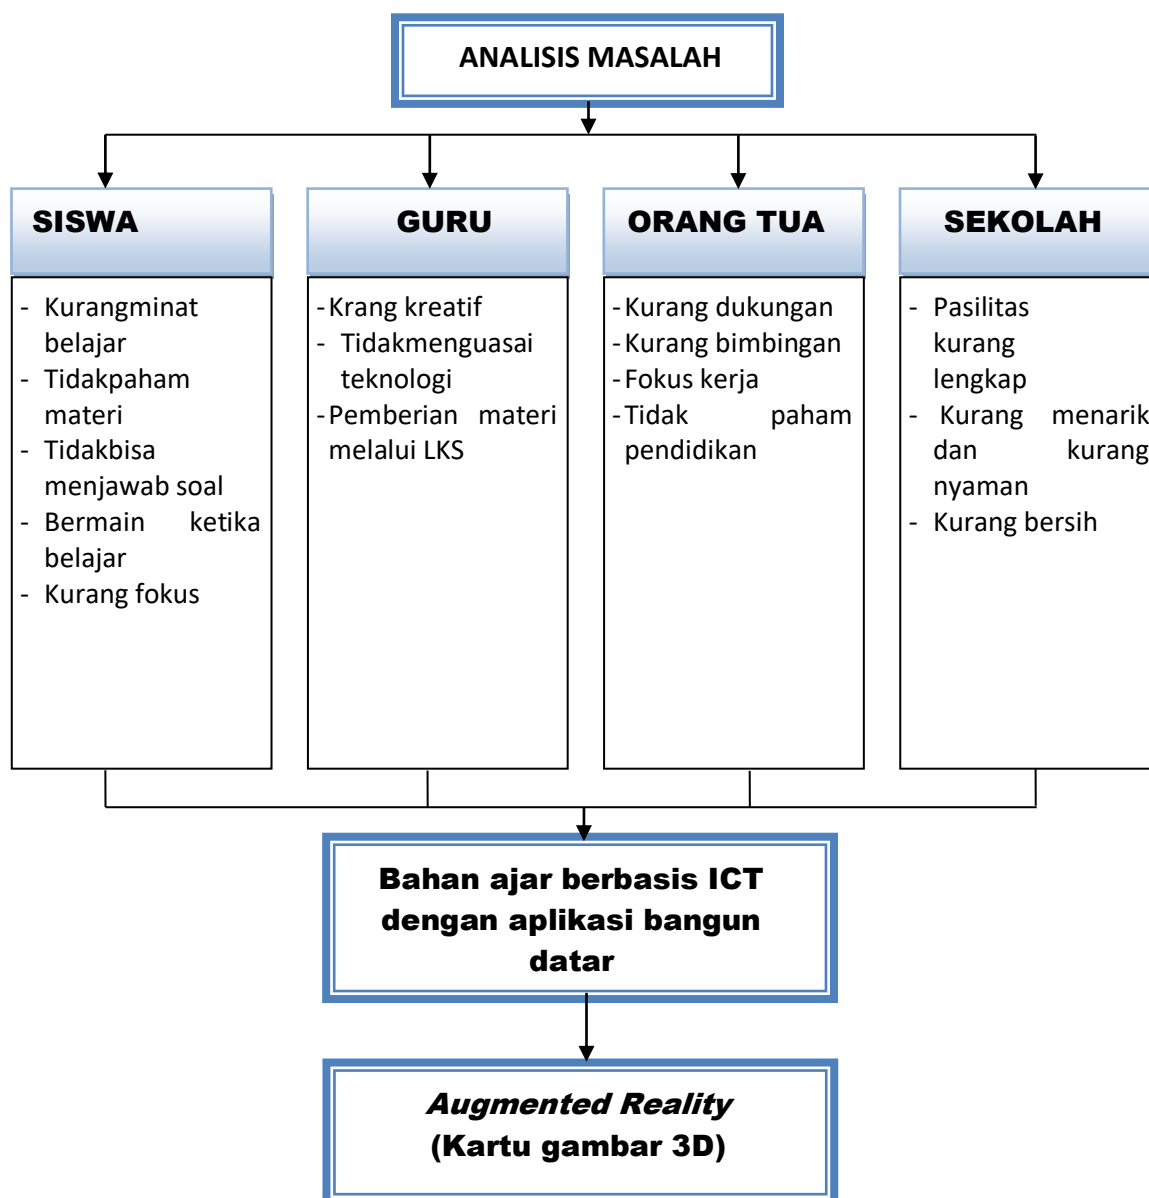 ANALISIS MASALAH
SISWA
- Kurangminat
belajar
- Tidakpaham
materi
- Tidakbisa
menjawab soal
- Bermain ketika
belajar
- Kurang fokus
GURU
- Krang kreatif
- Tidakmenguasai
teknologi
- Pemberian materi
melalui LKS
ORANG TUA
- Kurang dukungan
- Kurang bimbingan
- Fokus kerja
- Tidak paham
pendidikan
SEKOLAH
- Pasilitas
kurang
lengkap
- Kurang menarik
dan kurang
nyaman
- Kurang bersih
Bahan ajar berbasis ICT
dengan aplikasi bangun
datar
Augmented Reality
(Kartu gambar 3D)